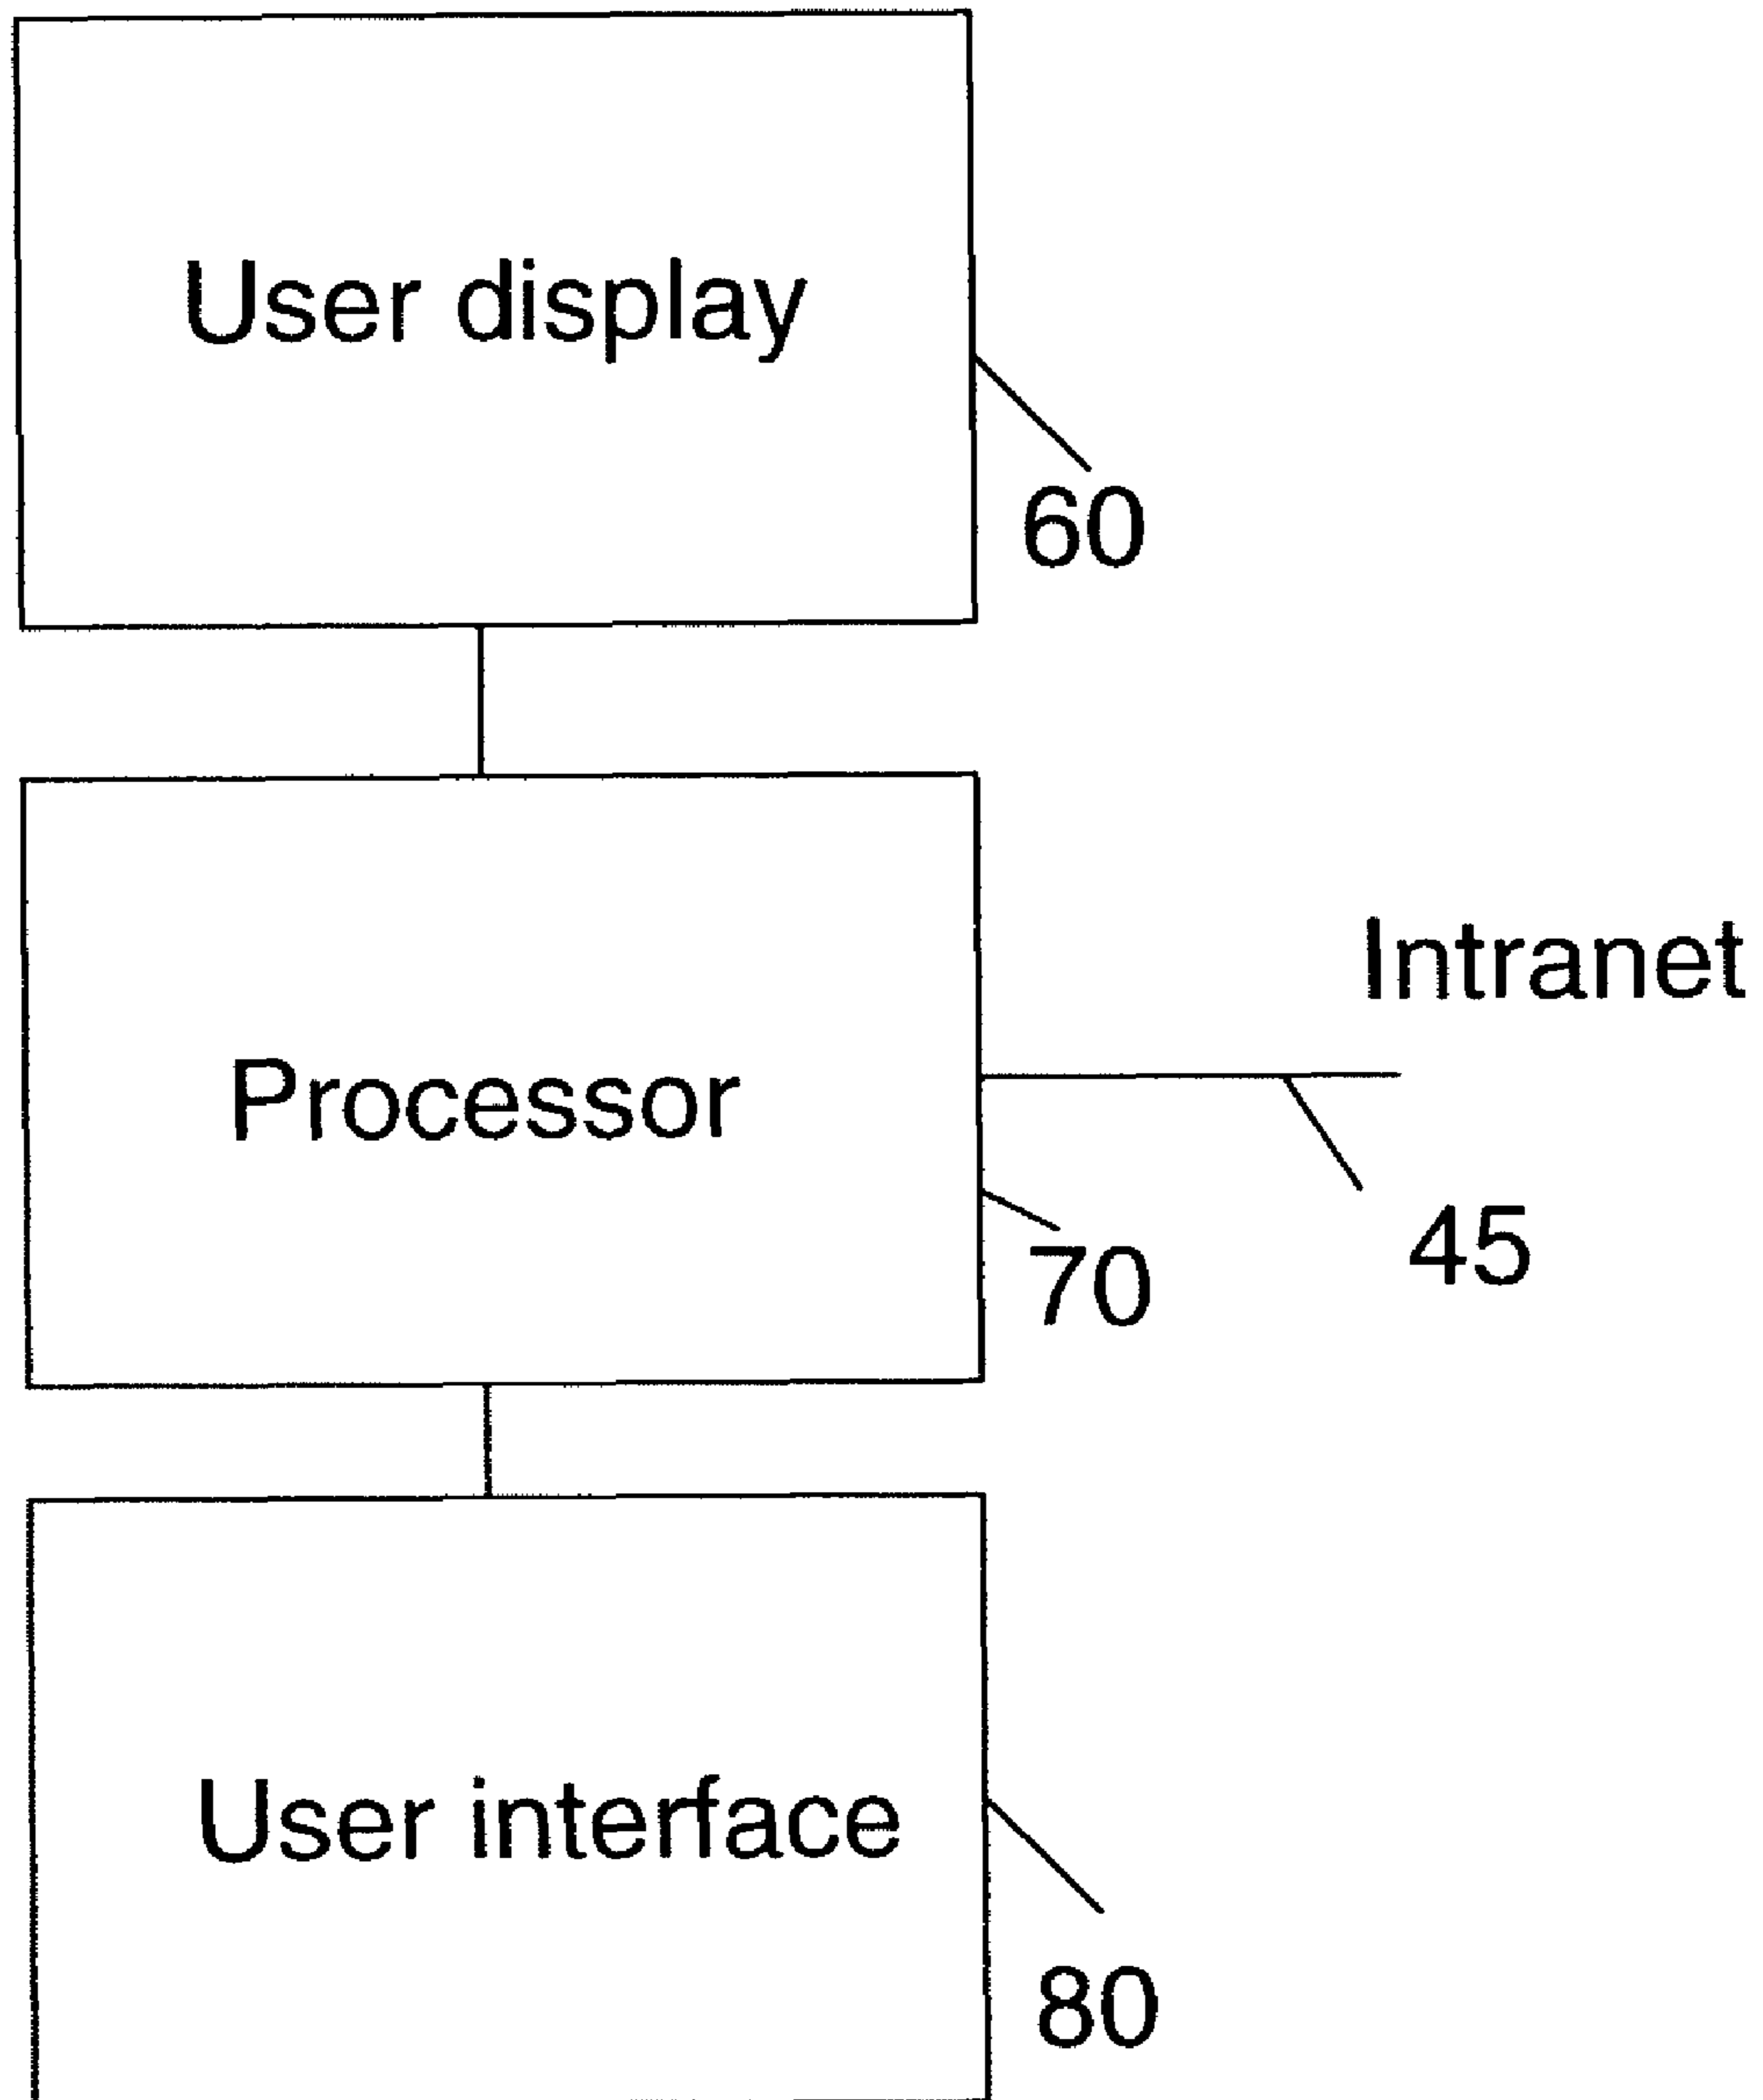 User display
60
Intranet
Processor
45
70
User interface
80